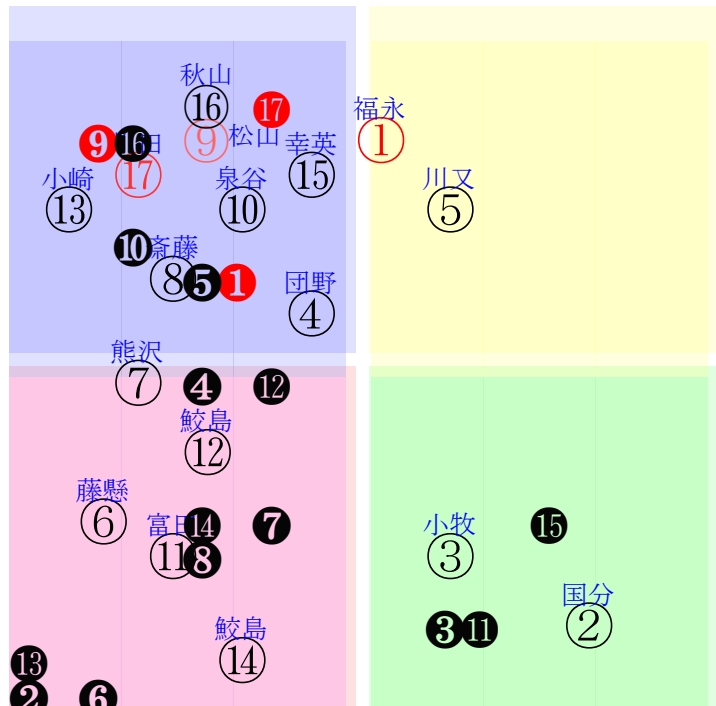 秋山
⑯
⓱
福永
①
❾
⓰
田
⑨
松山
幸英
⑮
小崎
⑬
⑰
泉谷
⑩
川又
⑤
❿
斎藤
⑧
❺
❶
団野
④
熊沢
⑦
❹
⓬
鮫島
⑫
藤懸
⑥
富田
⑪
⓮
❽
❼
小牧
③
⓯
国分
②
❸
⓫
鮫島
⑭
⓭
❷
❻